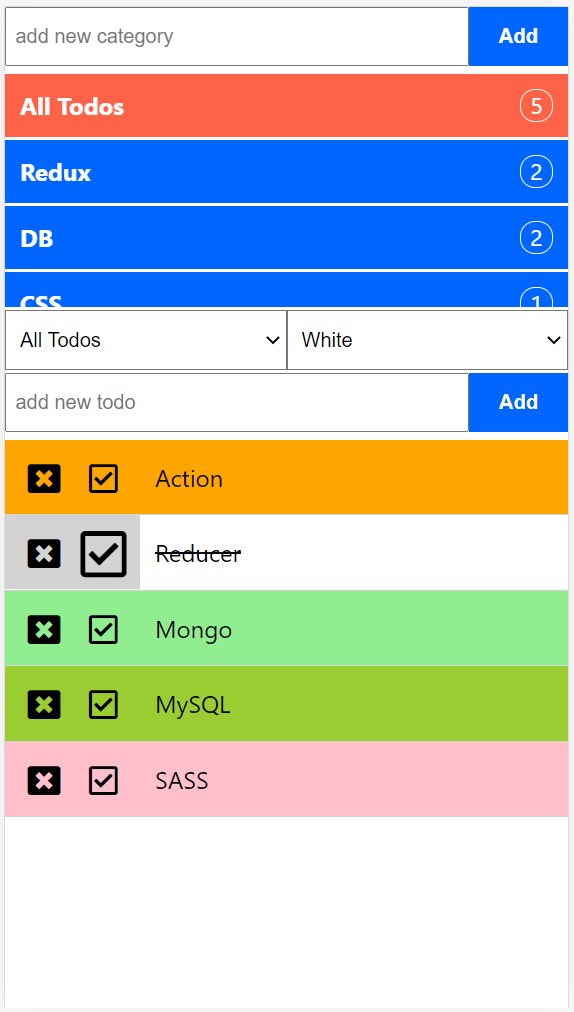 add new category Add
All Todos 5
Redux 2
DB 2
CSS 1
All Todos White
add new todo Add
Action
Reducer
Mongo
MySQL
SASS